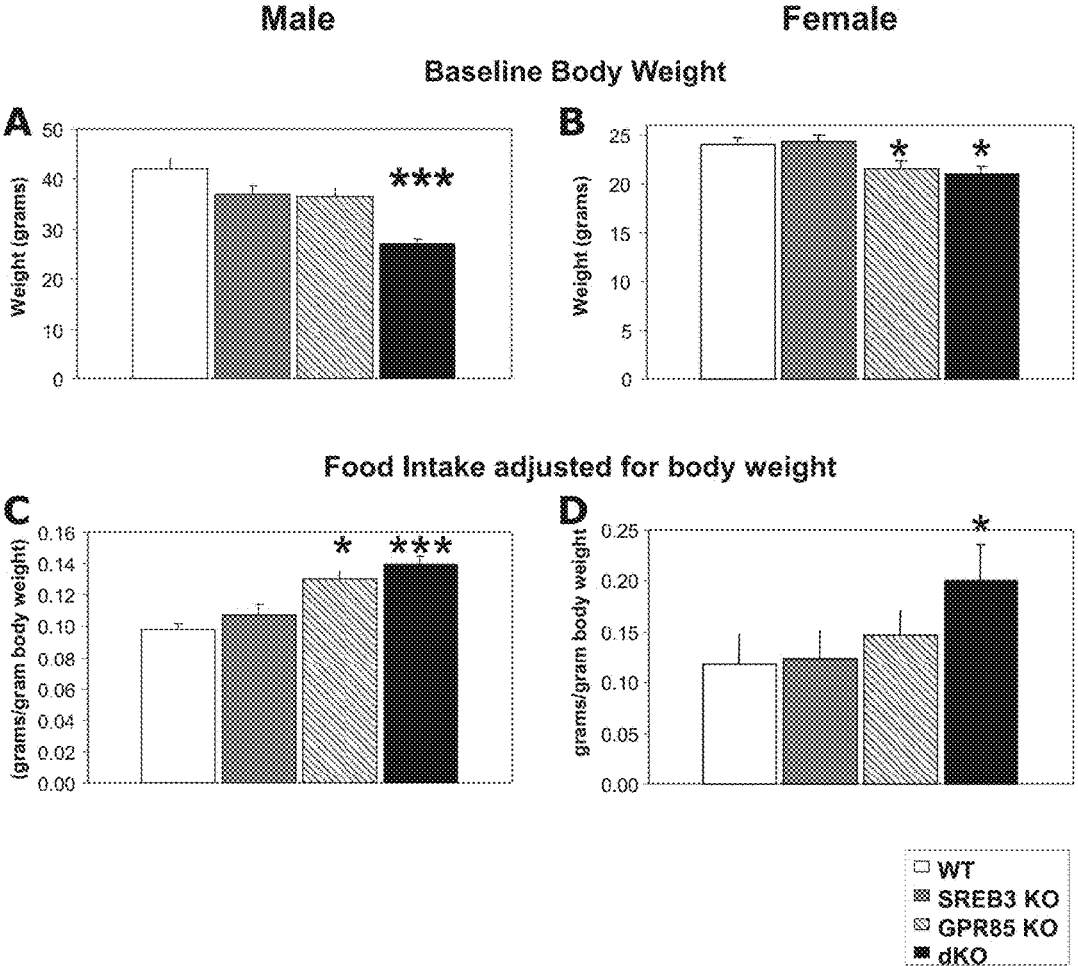 Male Female
Baseline Body Weight
A
Weight (grams)
50
40
30
20
10
0
***
B
Weight (grams)
25
20
15
10
5
0
* *
Food Intake adjusted for body weight
C
(grams/gram body weight)
0.16
0.14
0.12
0.10
0.08
0.06
0.04
0.02
0.00
* ***
D
grams/gram body weight
0.25
0.20
0.15
0.10
0.05
0.00
*
WT
SREB3 KO
GPR85 KO
dKO